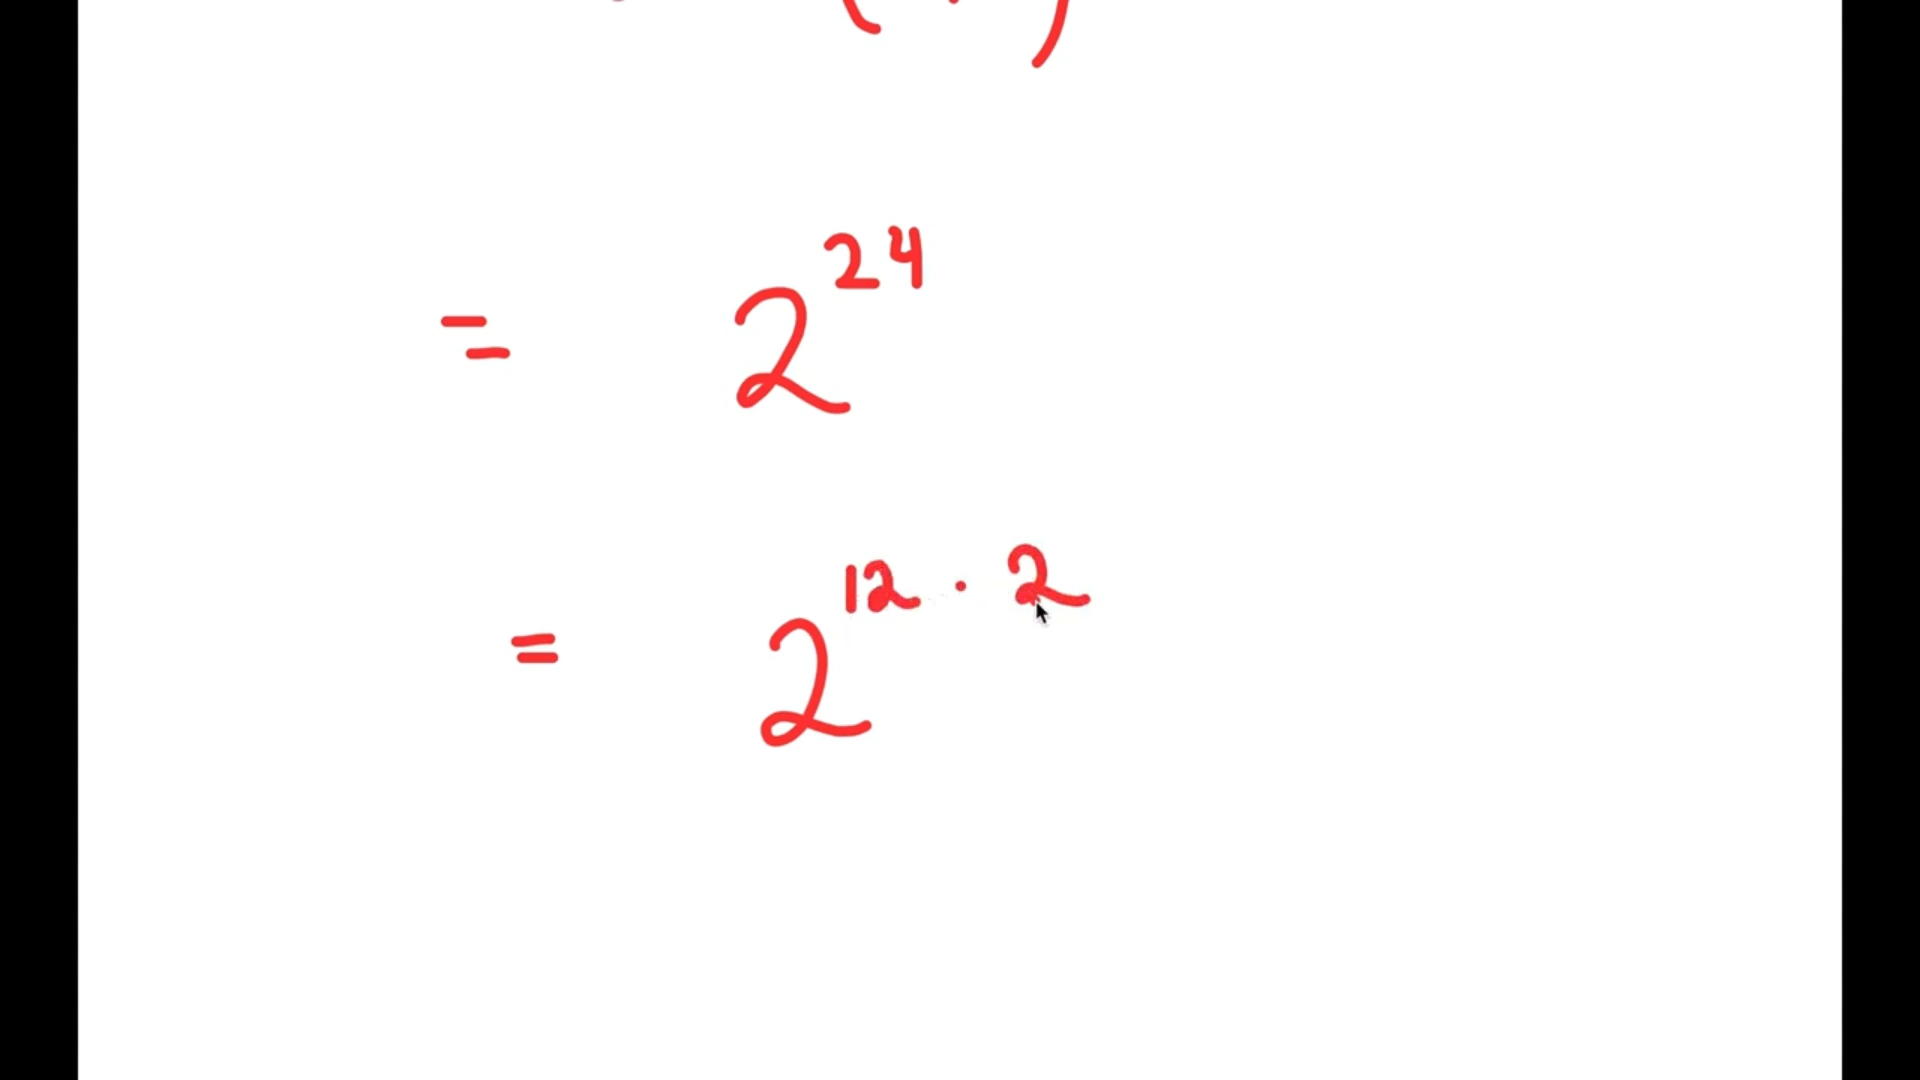 = 2^24
= 2^12 · 2